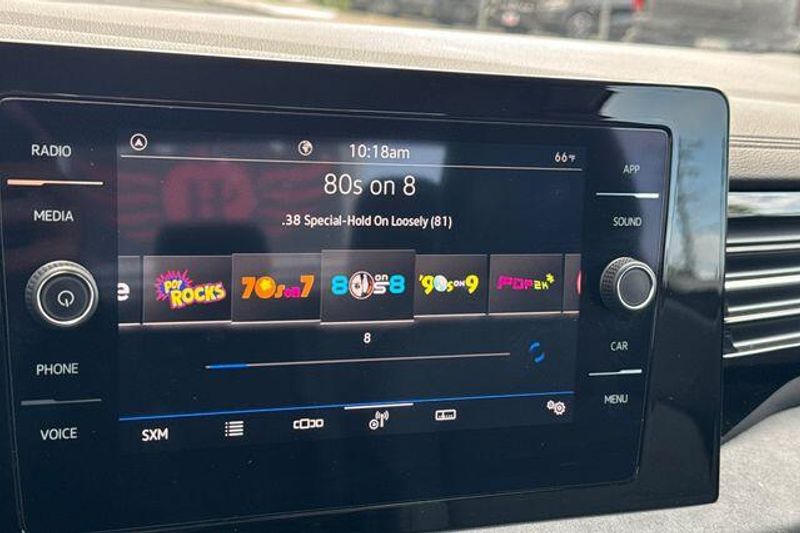 RADIO
MEDIA
PHONE
VOICE
10:18am
66°F
80s on 8
.38 Special-Hold On Loosely (81)
e
POP ROCKS
70s on 7
80s on 8
'90s on 9
POP2K
8
SXM
APP
SOUND
CAR
MENU